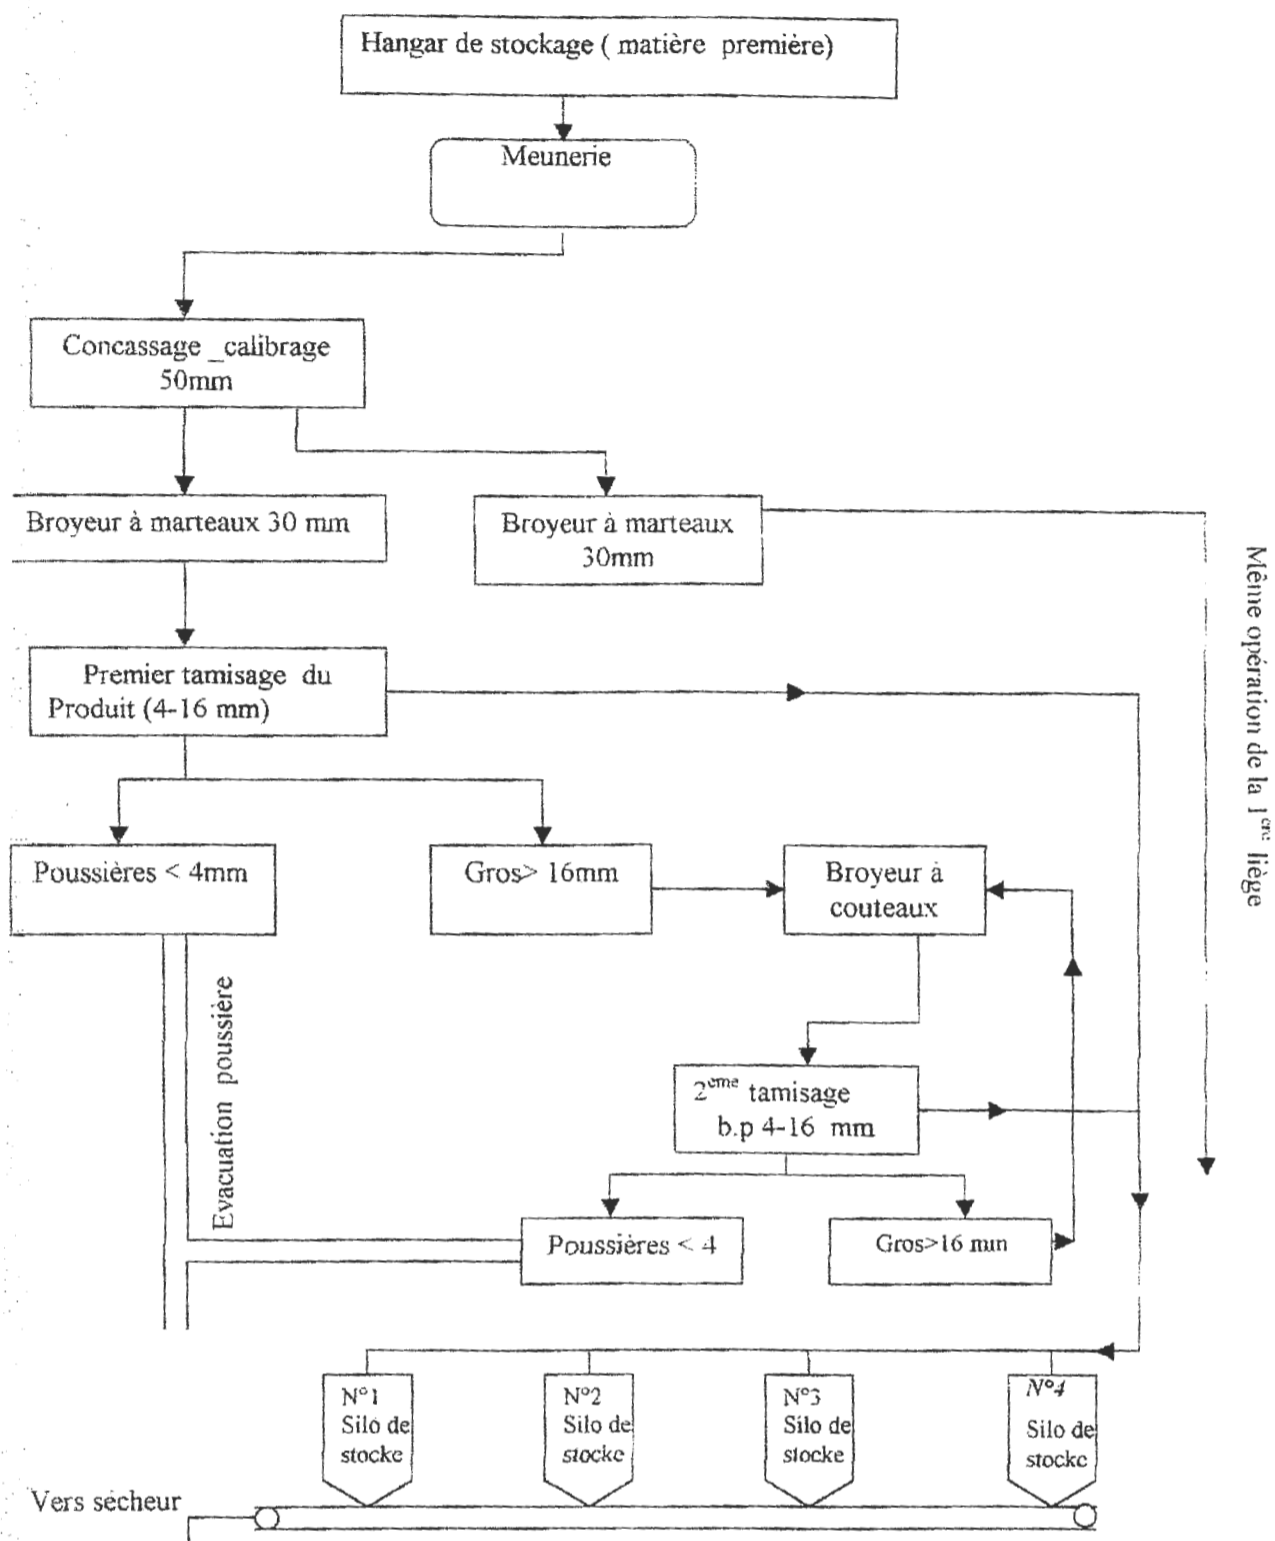 Hangar de stockage ( matière première)
Meunerie
Concassage _calibrage
50mm
Broyeur à marteaux 30 mm
Broyeur à marteaux
30mm
Même opération de la 1ère liège
Premier tamisage du
Produit (4-16 mm)
Poussières < 4mm
Gros> 16mm
Broyeur à
couteaux
Evacuation poussière
2eme tamisage
b.p 4-16 mm
Poussières < 4
Gros>16 mm
N°1
Silo de
stocke
N°2
Silo de
stocke
N°3
Silo de
stocke
N°4
Silo de
stocke
Vers sécheur